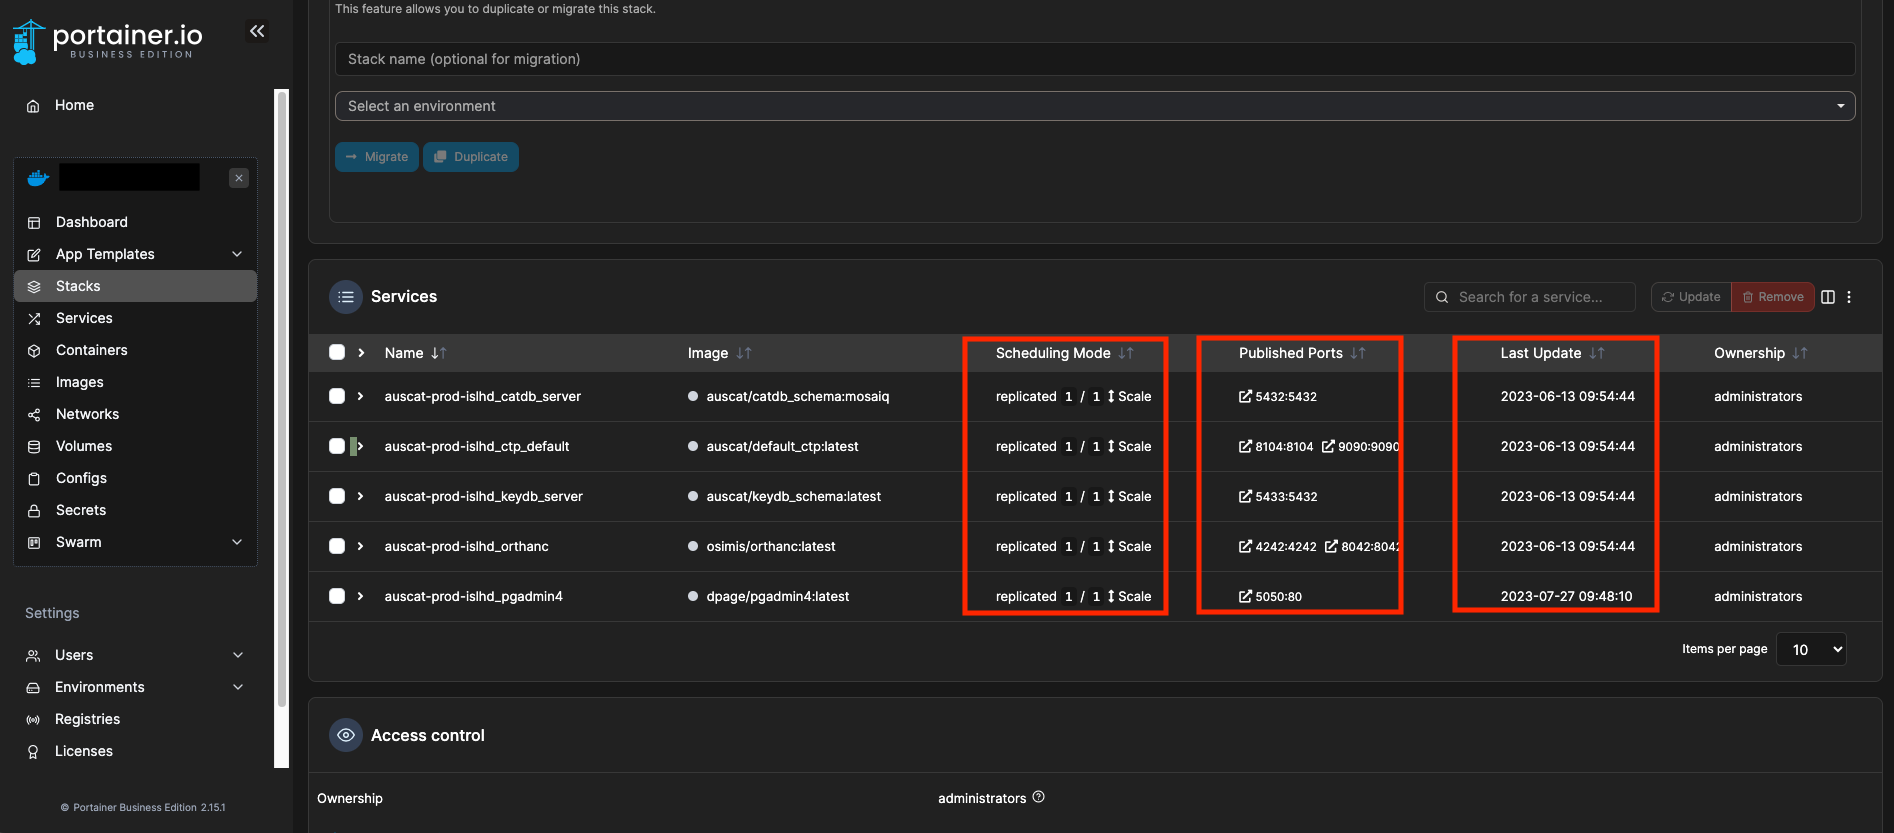 portainer.io
BUSINESS EDITION
Home
Dashboard
App Templates
Stacks
Services
Containers
Images
Networks
Volumes
Configs
Secrets
Swarm
Settings
Users
Environments
Registries
Licenses
© Portainer Business Edition 2.15.1
This feature allows you to duplicate or migrate this stack.
Stack name (optional for migration)
Select an environment
Migrate Duplicate
Services Search for a service... Update Remove
Name Image Scheduling Mode Published Ports Last Update Ownership
auscat-prod-islhd_catdb_server auscat/catdb_schema:mosaiq replicated 1 / 1 Scale 5432:5432 2023-06-13 09:54:44 administrators
auscat-prod-islhd_ctp_default auscat/default_ctp:latest replicated 1 / 1 Scale 8104:8104 9090:9090 2023-06-13 09:54:44 administrators
auscat-prod-islhd_keydb_server auscat/keydb_schema:latest replicated 1 / 1 Scale 5433:5432 2023-06-13 09:54:44 administrators
auscat-prod-islhd_orthanc osimis/orthanc:latest replicated 1 / 1 Scale 4242:4242 8042:8042 2023-06-13 09:54:44 administrators
auscat-prod-islhd_pgadmin4 dpage/pgadmin4:latest replicated 1 / 1 Scale 5050:80 2023-07-27 09:48:10 administrators
Items per page 10
Access control
Ownership administrators